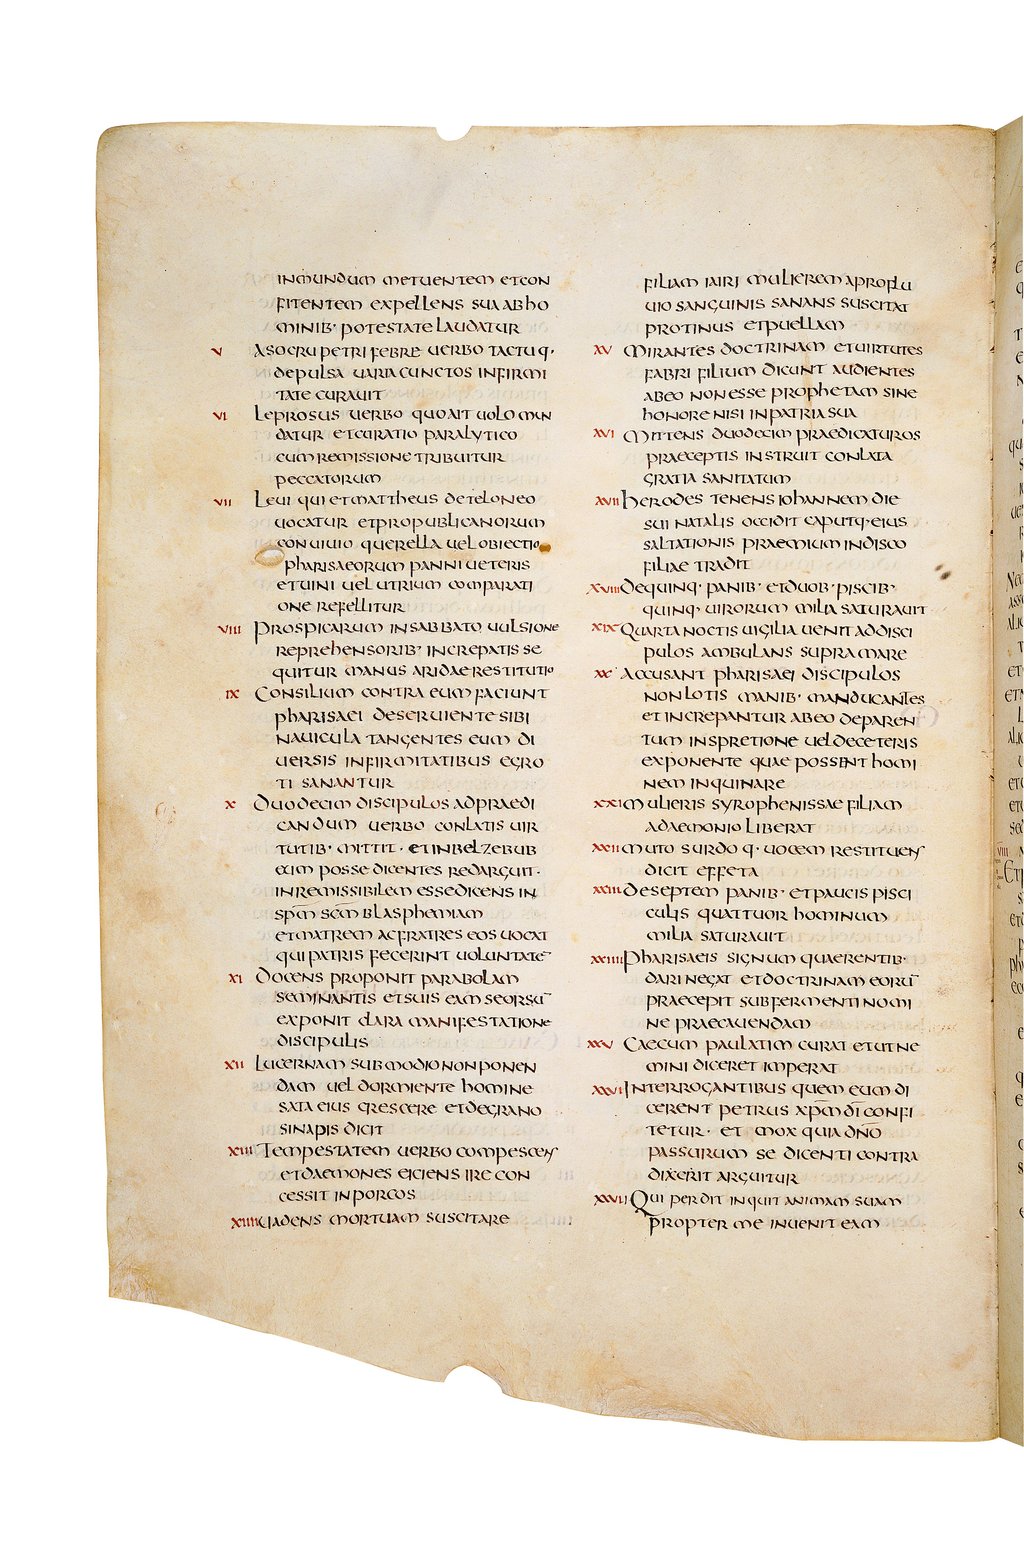 inmundum metuentem et con
fitentem expellens sua ab ho
minib· potestate laudatur
v a socru petri febre uerbo tactu q·
depulsa uaria cunctos infirmi
tate curauit
vi leprosus uerbo quo ait uolo mun
datur et curatio paralytico
cum remissione tribuitur
peccatorum
vii leui qui et mattheus de teloneo
uocatur et pro publicanorum
conuiuio querella uel obiectio
pharisaeorum panni ueteris
et uini uel utrium comparati
one refellitur
viii prospicarum in sabbato uulsione
reprehensorib· increpatis se
quitur manus aridae restitutio
ix consilium contra eum faciunt
pharisaei deseruiente sibi
nauicula tangentes eum di
uersis infirmitatibus egro
ti sanantur
x duodecim discipulos ad praedi
candum uerbo conlatis uir
tutib· mittit· et in belzebub
eum posse dicentes redarguit·
inremissibilem esse dicens in
spm̅ scm̅ blasphemiam
et matrem ac fratres eos uocat
qui patris fecerint uoluntate̅
xi docens proponit parabolam
seminantis et suis eam seorsu̅
exponit clara manifestatione
discipulis
xii lucernam sub modio non ponen
dam uel dormiente homine
sata eius crescere et de grano
sinapis dicit
xiii tempestatem uerbo compescens
et daemones eiciens ire con
cessit in porcos
xiiii uadens mortuam suscitare
filiam iairi mulierem a proflu
uio sanguinis sanans suscitat
protinus et puellam
xv mirantes doctrinam et uirtutes
fabri filium dicunt audientes
ab eo non esse prophetam sine
honore nisi in patria sua
xvi mittens duodecim praedicaturos
praeceptis instruit conlata
gratia sanitatum
xvii herodes tenens iohannem die
sui natalis occidit caputq· eius
saltationis praemium in disco
filiae tradit
xviii de quinq· panib· et duob· piscib·
quinq· uirorum milia saturauit
xix quarta noctis uigilia uenit ad disci
pulos ambulans supra mare
xx accusant pharisaei discipulos
non lotis manib· manducantes
et increpantur ab eo de paren
tum inspretione uel de ceteris
exponente quae possent homi
nem inquinare
xxi mulieris syrophenissae filiam
a daemonio liberat
xxii muto surdo q· uocem restituens
dicit effeta
xxiii de septem panib· et paucis pisci
culis quattuor hominum
milia saturauit
xxiiii pharisaeis signum quaerentib·
dari negat et doctrinam eoru̅
praecepit sub fermenti nomi
ne praecauendam
xxv caecum paulatim curat et ut ne
mini diceret imperat
xxvi interrogantibus quem eum di
cerent petrus xpm̅ di̅ confi
tetur· et mox quia dno̅
passurum se dicenti contra
dixerit arguitur
xxvii qui perdit inquit animam suam
propter me inuenit eam